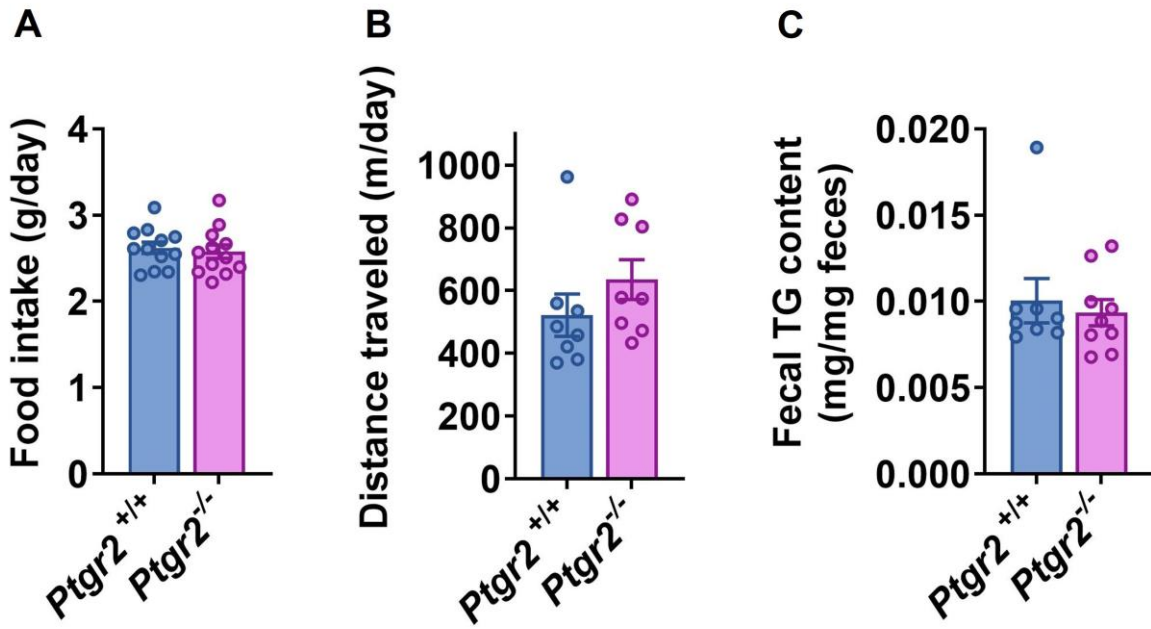 A
Food intake (g/day)
4
3
2
1
0
Ptgr2 +/+
Ptgr2-/-
B
Distance traveled (m/day)
1000
800
600
400
200
0
Ptgr2 +/+
Ptgr2-/-
C
Fecal TG content
(mg/mg feces)
0.020
0.015
0.010
0.005
0.000
Ptgr2 +/+
Ptgr2-/-